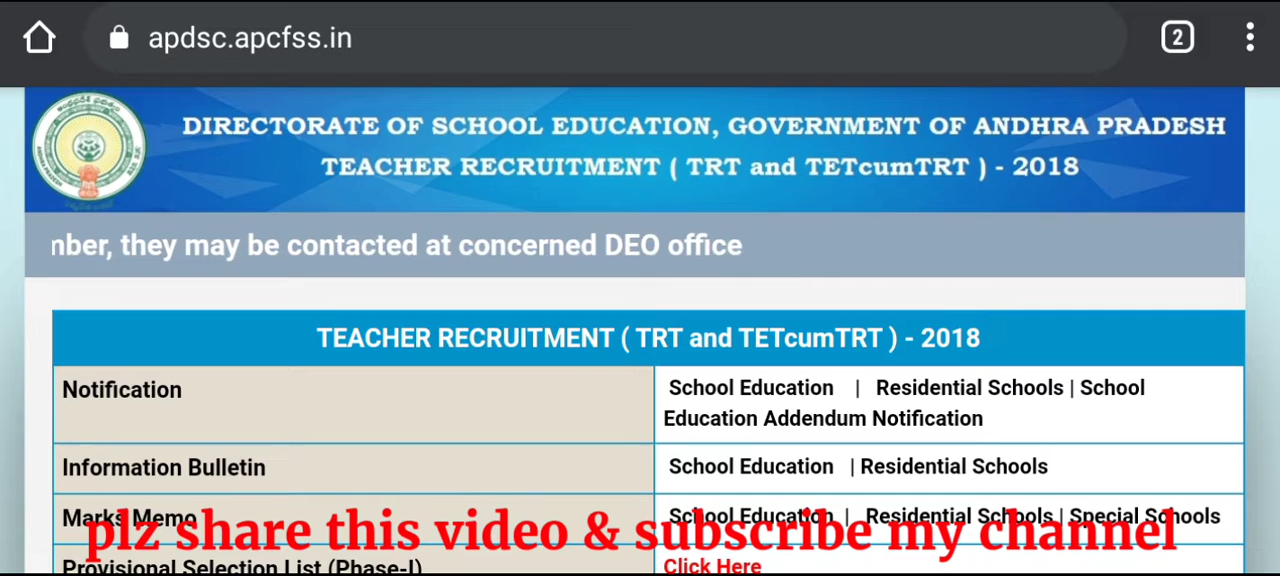 apdsc.apcfss.in
2
DIRECTORATE OF SCHOOL EDUCATION, GOVERNMENT OF ANDHRA PRADESH
TEACHER RECRUITMENT ( TRT and TETcumTRT ) - 2018
nber, they may be contacted at concerned DEO office
TEACHER RECRUITMENT ( TRT and TETcumTRT ) - 2018
Notification
School Education | Residential Schools | School
Education Addendum Notification
Information Bulletin
School Education | Residential Schools
Marks Memo
School Education | Residential Schools | Special Schools
plz share this video & subscribe my channel
Provisional Selection List (Phase-I)
Click Here